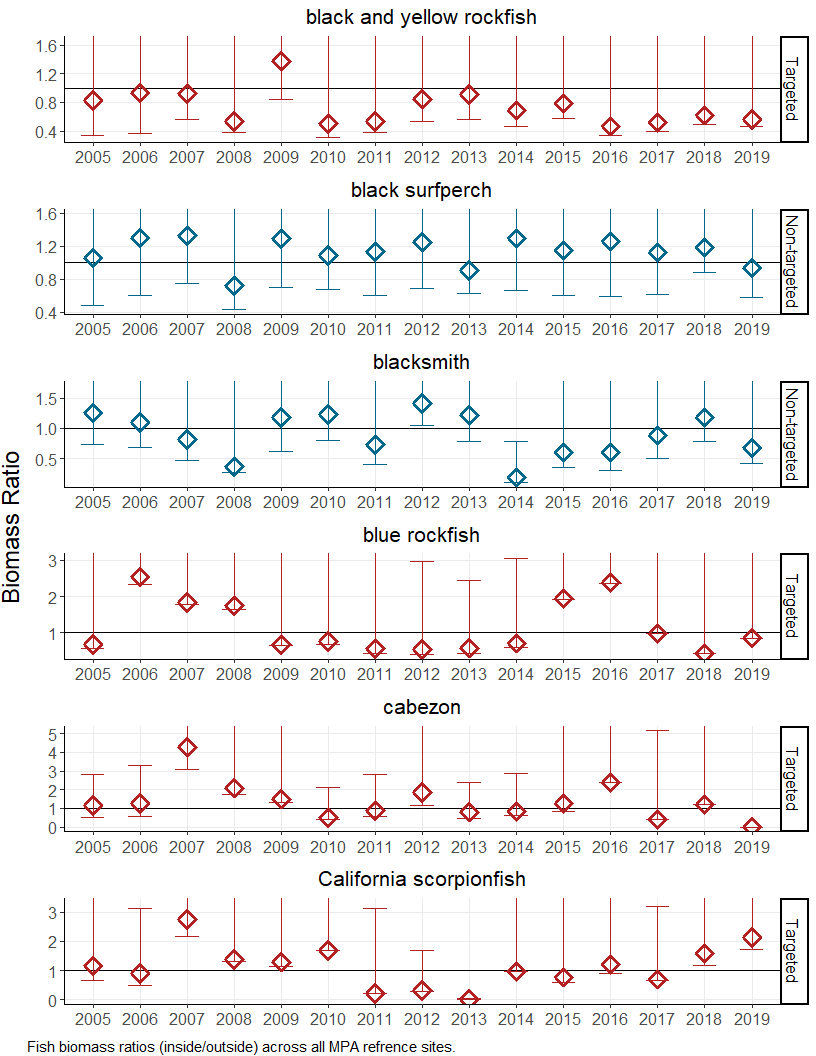 black and yellow rockfish
1.6
1.2
0.8
0.4
Targeted
2005 2006 2007 2008 2009 2010 2011 2012 2013 2014 2015 2016 2017 2018 2019
black surfperch
1.6
1.2
0.8
0.4
Non-targeted
2005 2006 2007 2008 2009 2010 2011 2012 2013 2014 2015 2016 2017 2018 2019
blacksmith
1.5
1.0
0.5
Non-targeted
2005 2006 2007 2008 2009 2010 2011 2012 2013 2014 2015 2016 2017 2018 2019
Biomass Ratio
blue rockfish
3
2
1
Targeted
2005 2006 2007 2008 2009 2010 2011 2012 2013 2014 2015 2016 2017 2018 2019
cabezon
5
4
3
2
1
0
Targeted
2005 2006 2007 2008 2009 2010 2011 2012 2013 2014 2015 2016 2017 2018 2019
California scorpionfish
3
2
1
0
Targeted
2005 2006 2007 2008 2009 2010 2011 2012 2013 2014 2015 2016 2017 2018 2019
Fish biomass ratios (inside/outside) across all MPA refrence sites.